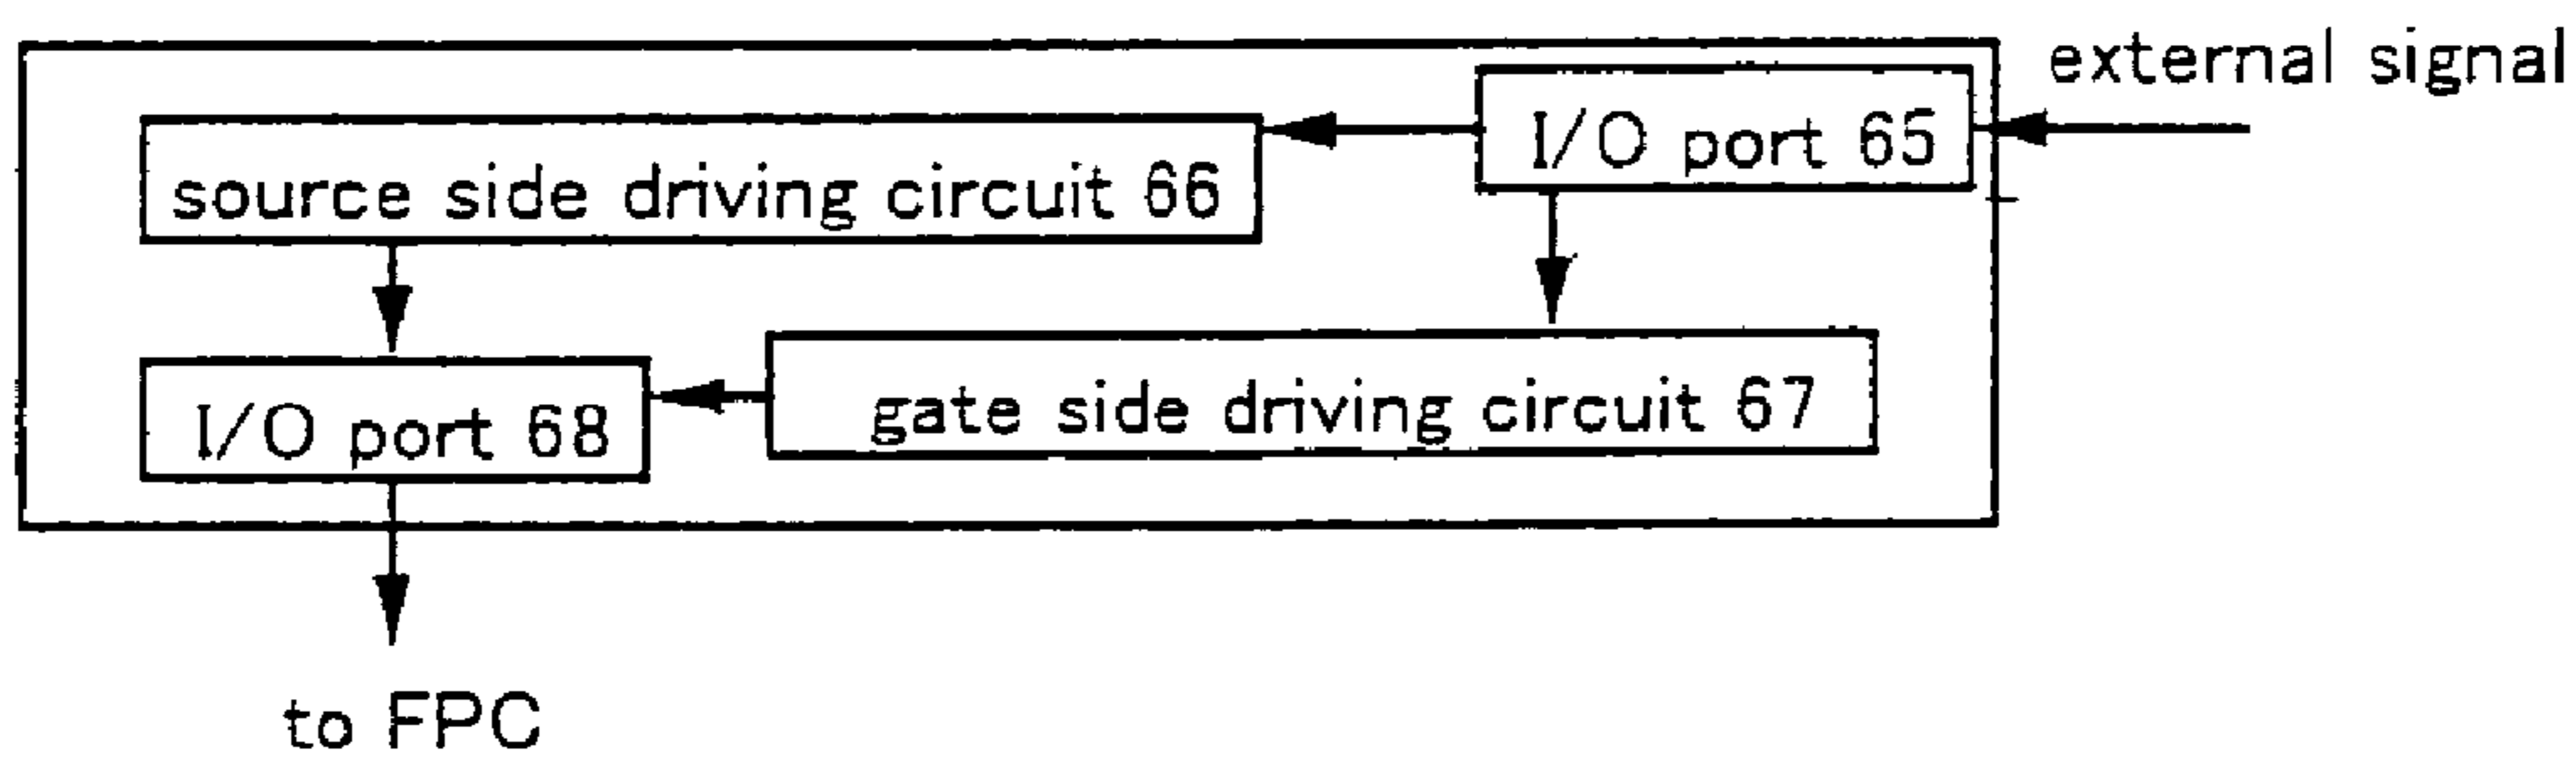 external signal
I/O port 65
source side driving circuit 66
gate side driving circuit 67
I/O port 68
to FPC